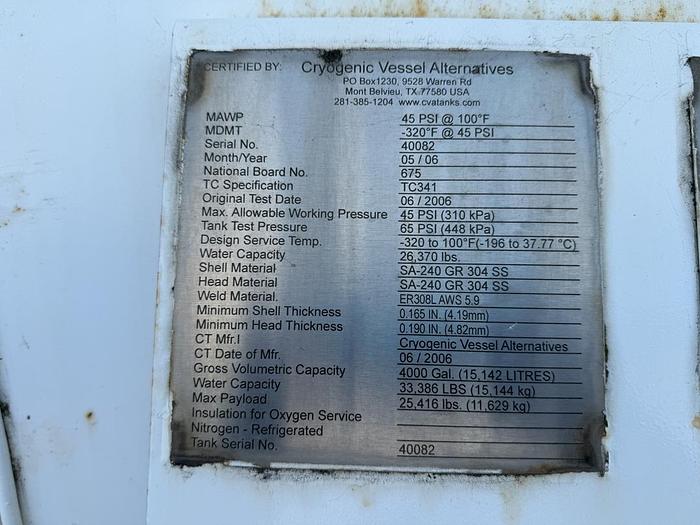 CERTIFIED BY: Cryogenic Vessel Alternatives
PO Box1230, 9528 Warren Rd
Mont Belvieu, TX 77580 USA
281-385-1204 www.cvatanks.com
MAWP 45 PSI @ 100°F
MDMT -320°F @ 45 PSI
Serial No. 40082
Month/Year 05 / 06
National Board No. 675
TC Specification TC341
Original Test Date 06 / 2006
Max. Allowable Working Pressure 45 PSI (310 kPa)
Tank Test Pressure 65 PSI (448 kPa)
Design Service Temp. -320 to 100°F(-196 to 37.77 °C)
Water Capacity 26,370 lbs.
Shell Material SA-240 GR 304 SS
Head Material SA-240 GR 304 SS
Weld Material. ER308L AWS 5.9
Minimum Shell Thickness 0.165 IN. (4.19mm)
Minimum Head Thickness 0.190 IN. (4.82mm)
CT Mfr.I Cryogenic Vessel Alternatives
CT Date of Mfr. 06 / 2006
Gross Volumetric Capacity 4000 Gal. (15,142 LITRES)
Water Capacity 33,386 LBS (15,144 kg)
Max Payload 25,416 lbs. (11,629 kg)
Insulation for Oxygen Service
Nitrogen - Refrigerated
Tank Serial No. 40082